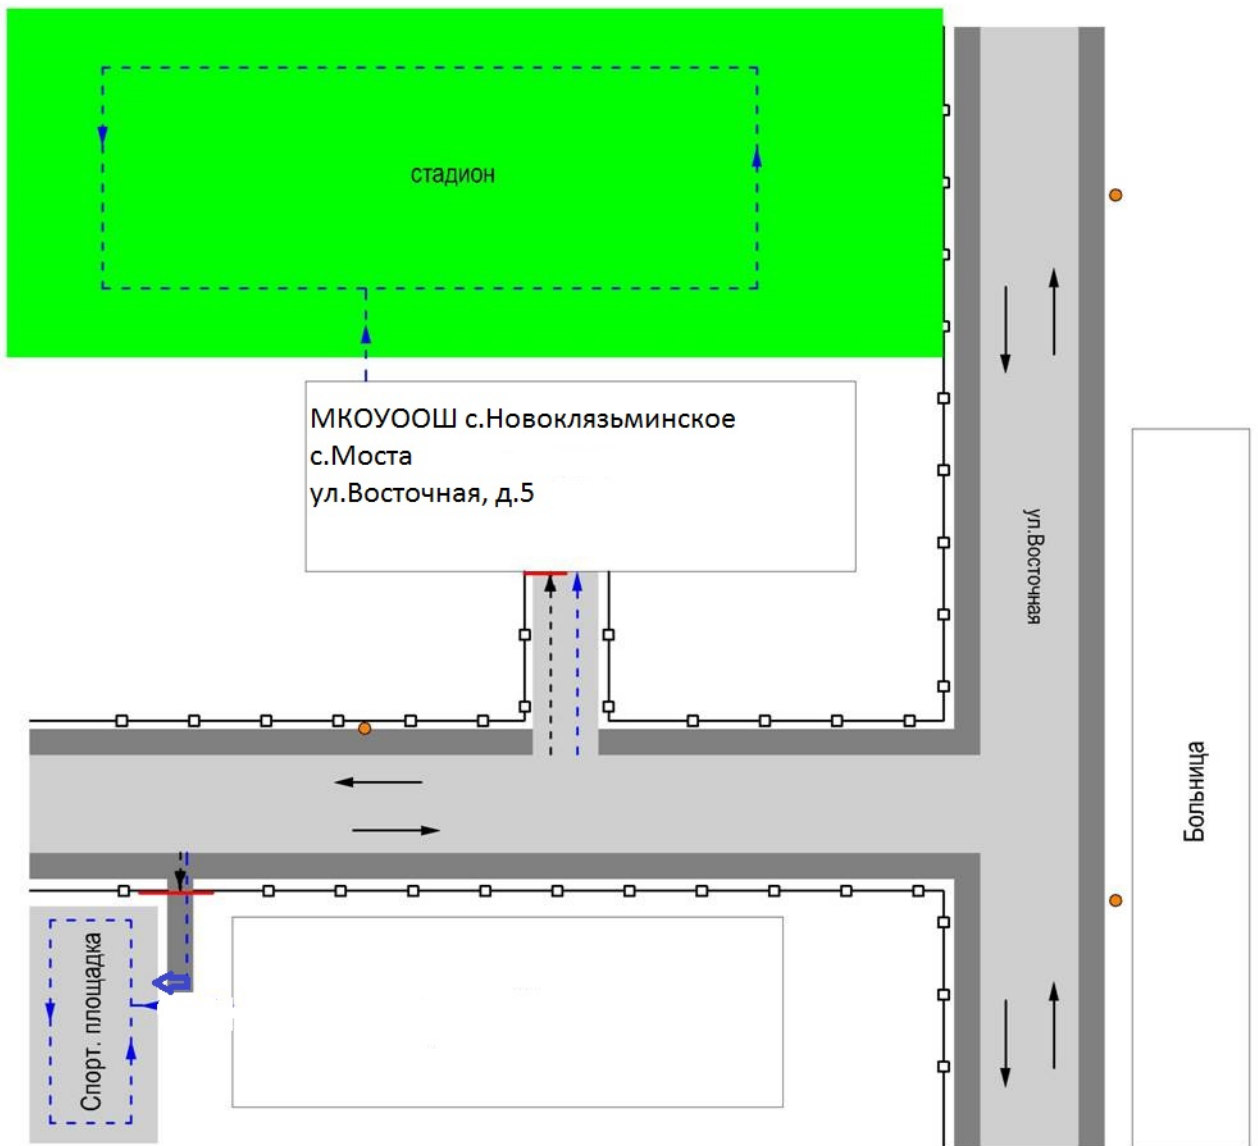 стадион
МКОУООШ с.Новоклязьминское
с.Моста
ул.Восточная, д.5
ул.Восточная
Больница
Спорт. площадка